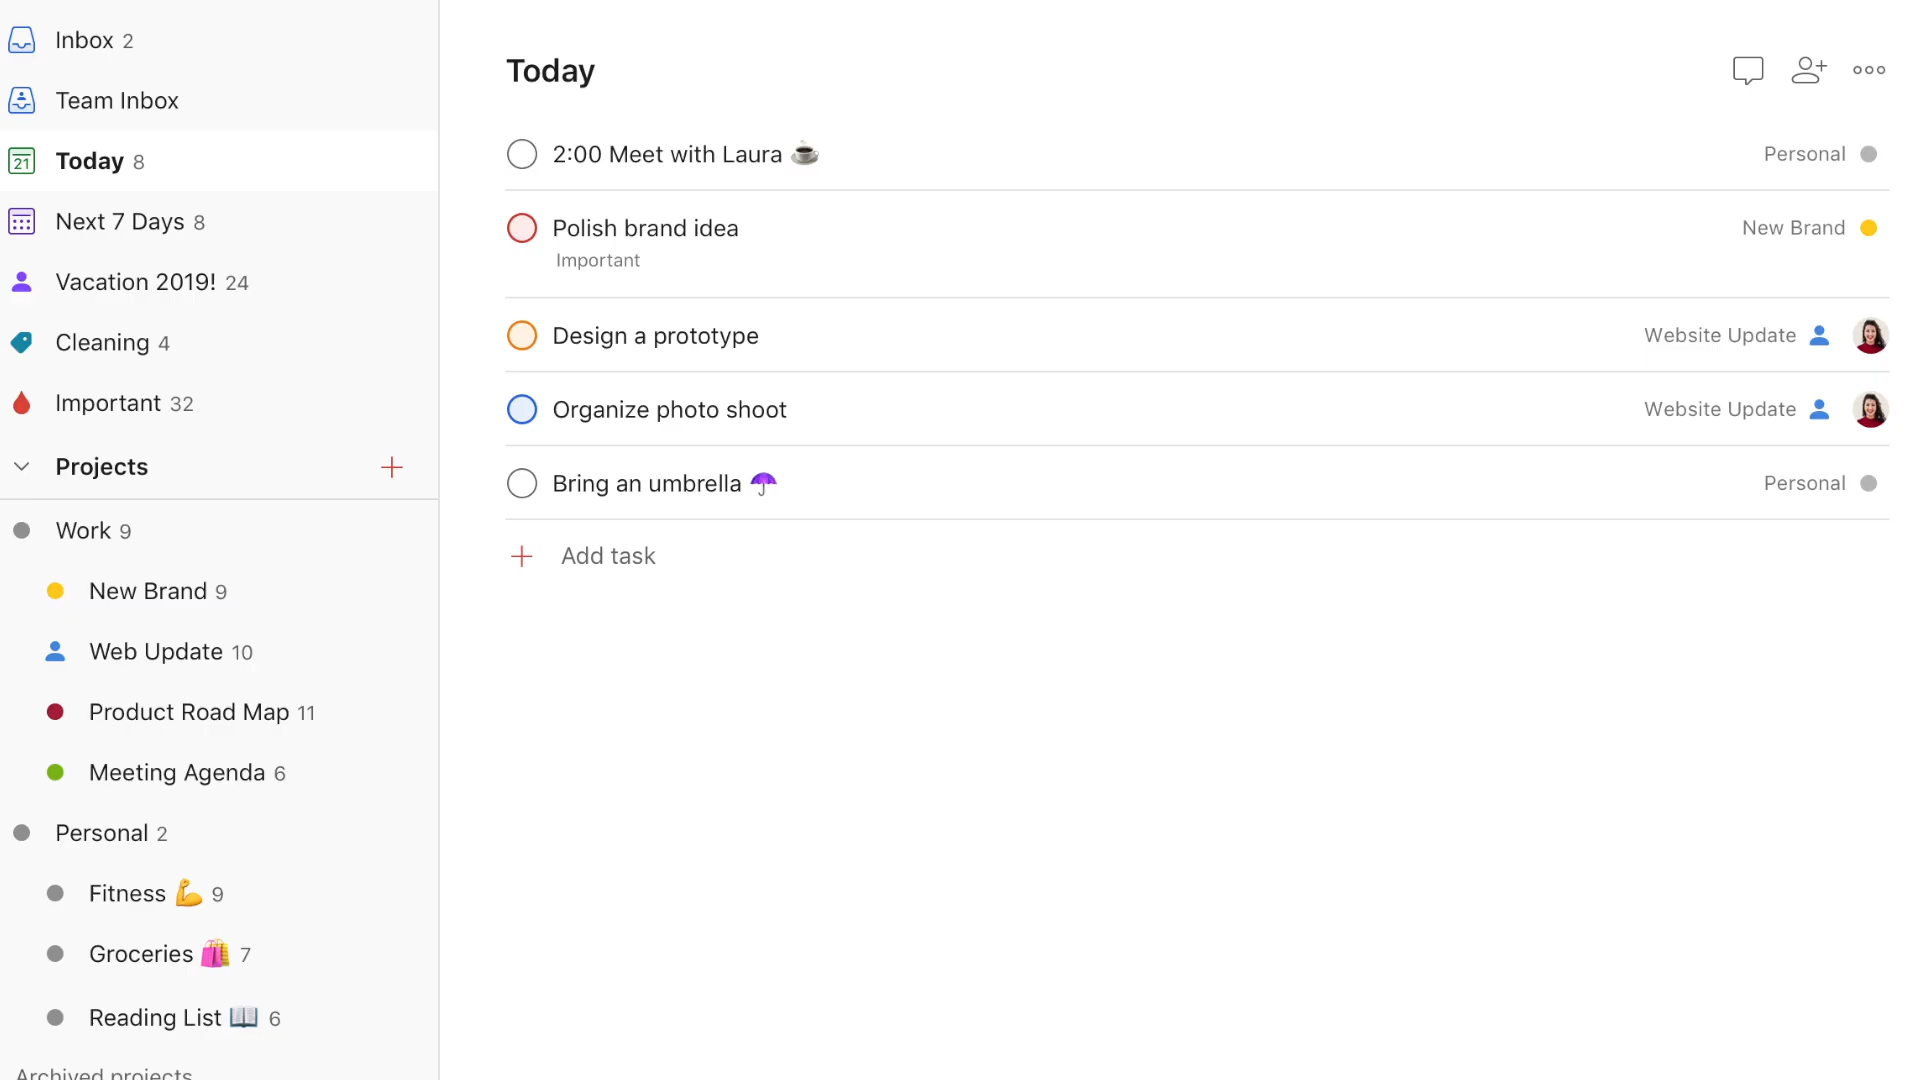 Inbox 2
Team Inbox
21
Today 8
Next 7 Days 8
Vacation 2019! 24
Cleaning 4
Important 32
Projects
Work 9
New Brand 9
Web Update 10
Product Road Map 11
Meeting Agenda 6
Personal 2
Fitness 💪 9
Groceries 🛍️ 7
Reading List 📖 6
Archived projects
Today
2:00 Meet with Laura ☕ Personal
Polish brand idea New Brand
Important
Design a prototype Website Update
Organize photo shoot Website Update
Bring an umbrella ☂️ Personal
Add task